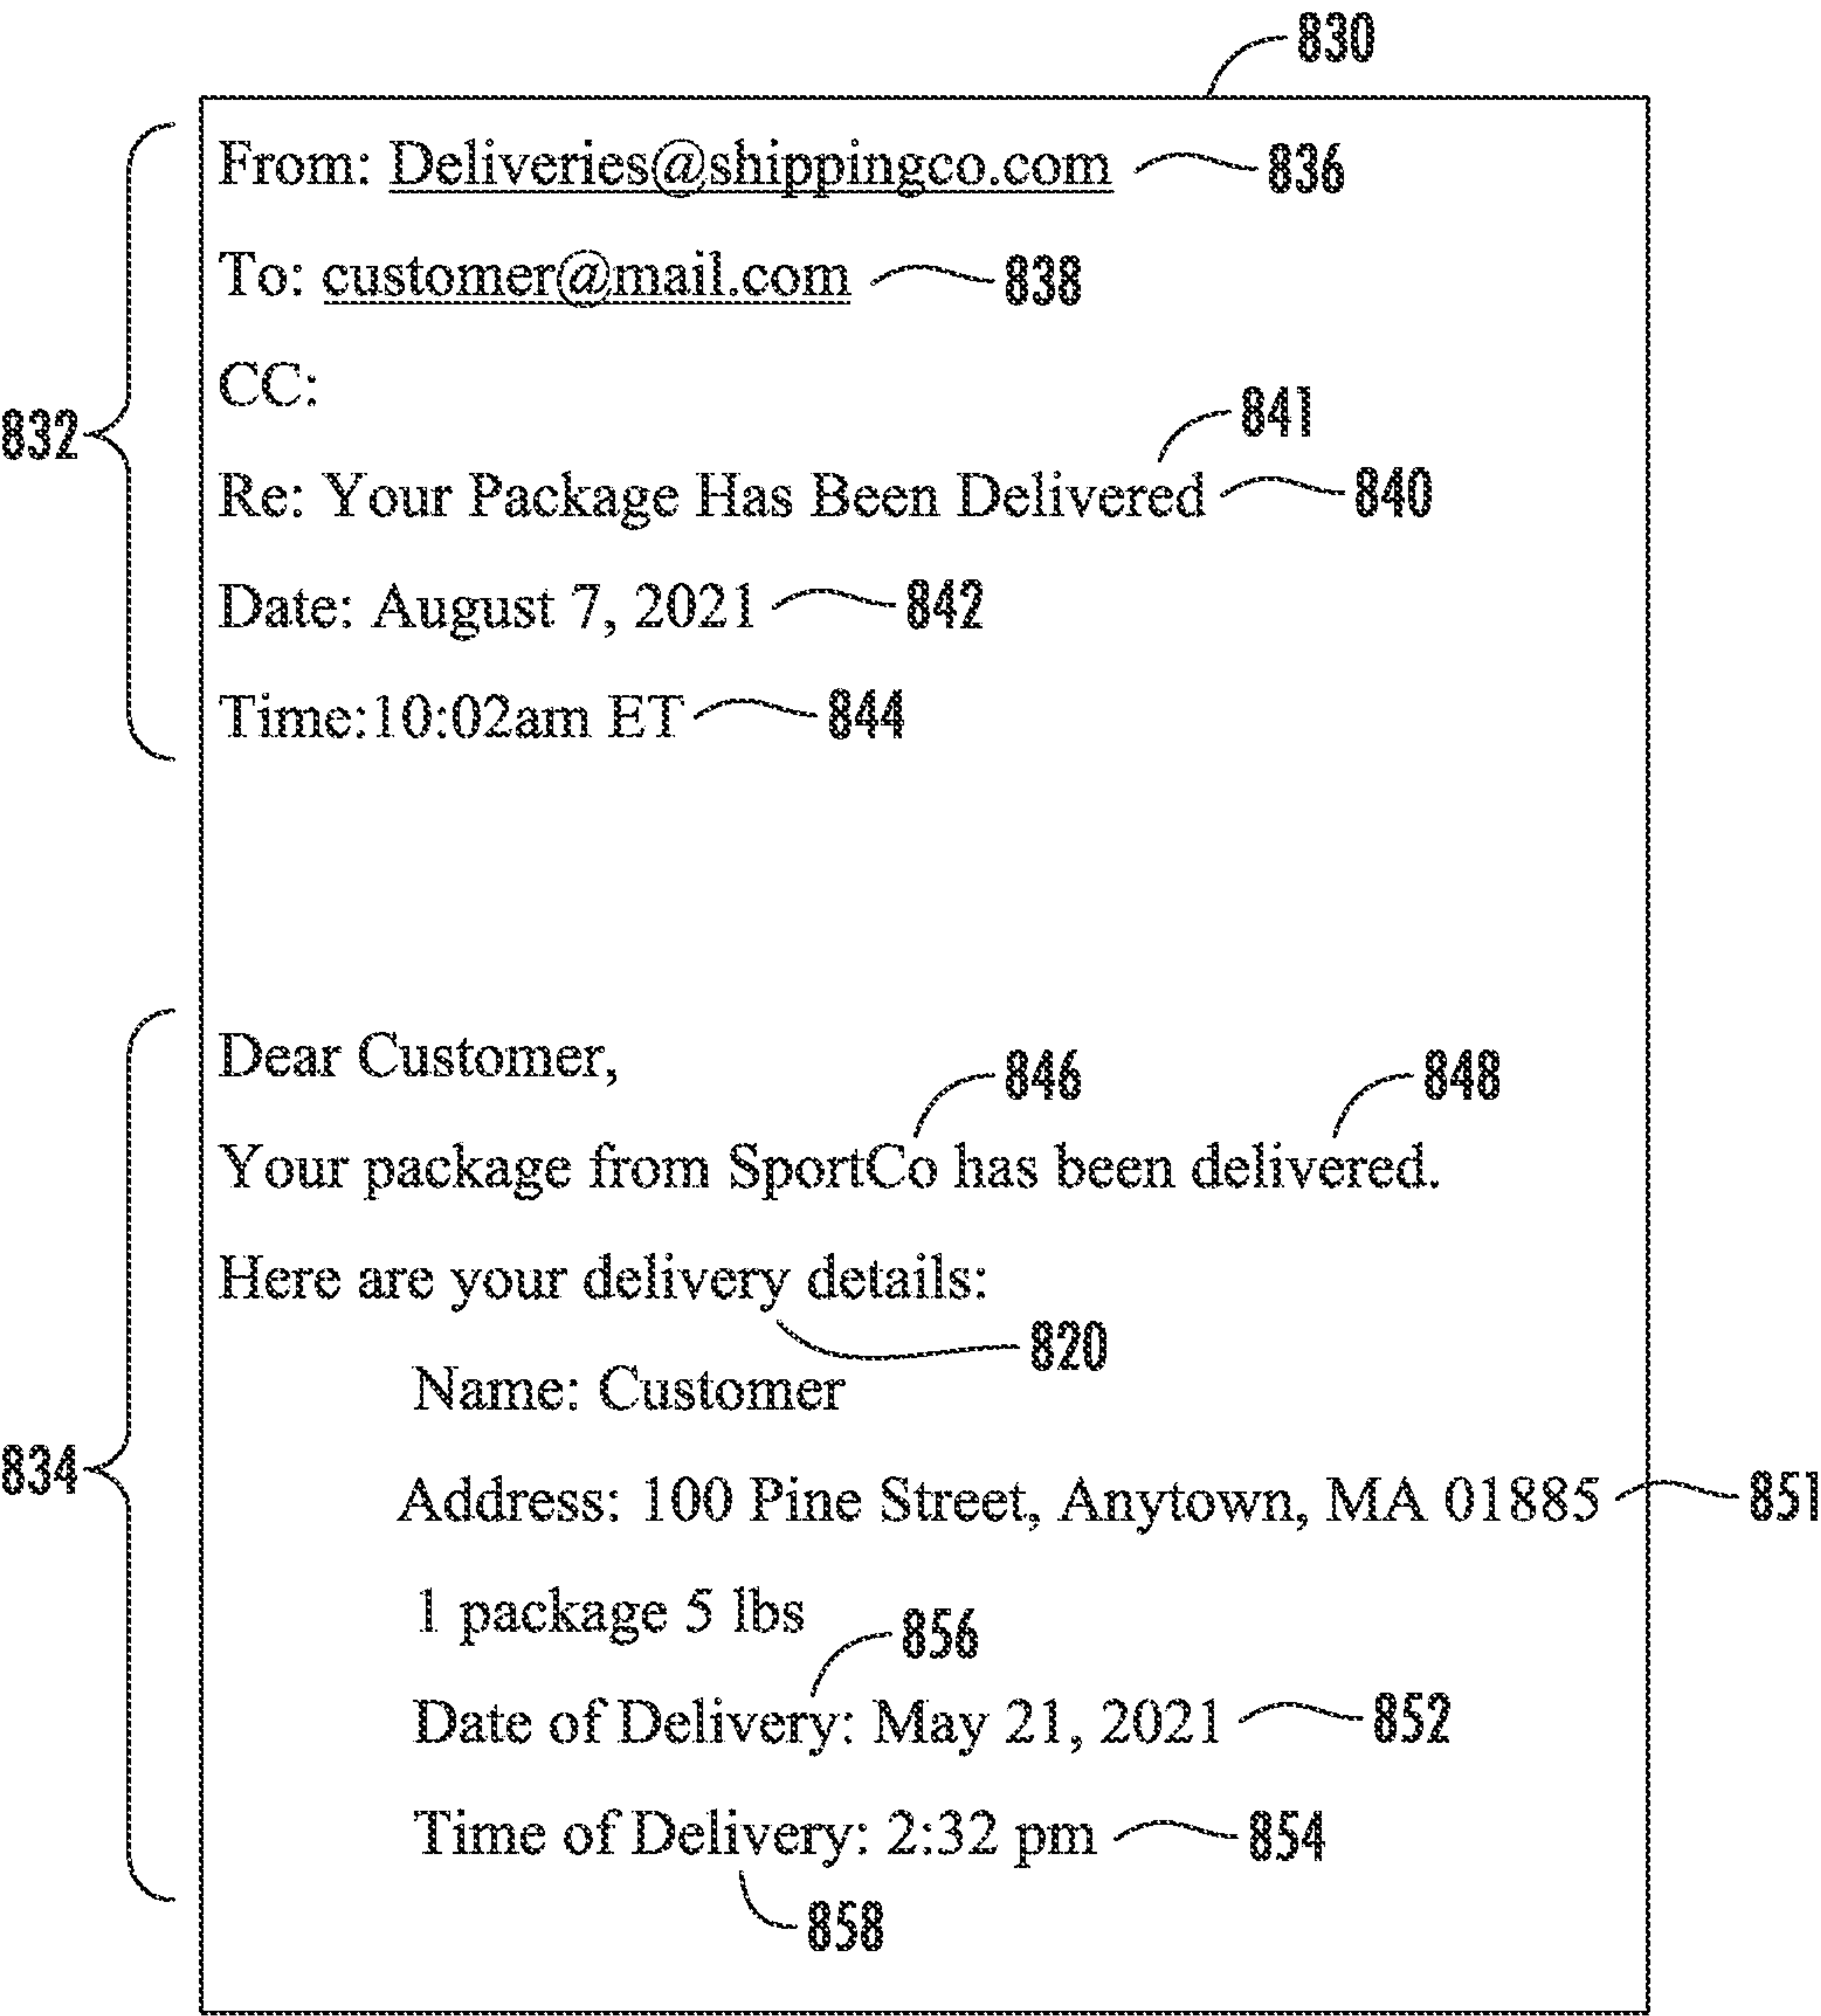 830
From: Deliveries@shippingco.com 836
To: customer@mail.com 838
CC:
841
832
Re: Your Package Has Been Delivered 840
Date: August 7, 2021 842
Time:10:02am ET 844
Dear Customer,
846 848
Your package from SportCo has been delivered.
Here are your delivery details:
820
Name: Customer
834
Address: 100 Pine Street, Anytown, MA 01885 851
1 package 5 lbs
856
Date of Delivery: May 21, 2021 852
Time of Delivery: 2:32 pm 854
858